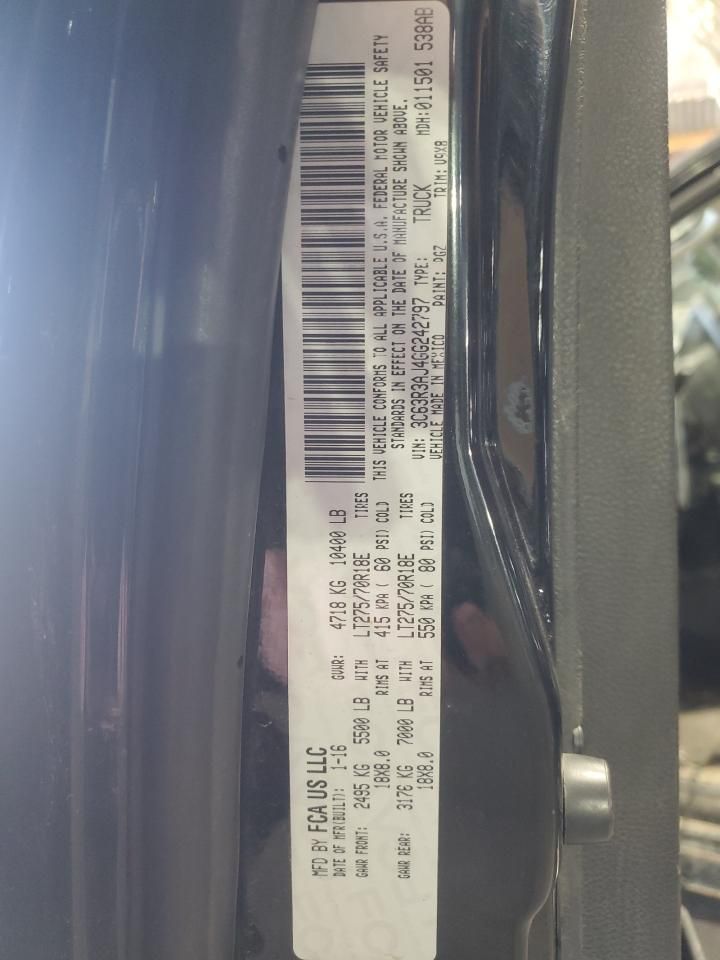 MFD BY FCA US LLC
DATE OF MFR(BUILT): 1-16 GVWR: 4718 KG 10400 LB
GAWR FRONT: 2495 KG 5500 LB WITH LT275/70R18E TIRES
18X8.0 RIMS AT 415 KPA ( 60 PSI) COLD
GAWR REAR: 3176 KG 7000 LB WITH LT275/70R18E TIRES
18X8.0 RIMS AT 550 KPA ( 80 PSI) COLD
THIS VEHICLE CONFORMS TO ALL APPLICABLE U.S.A. FEDERAL MOTOR VEHICLE SAFETY
STANDARDS IN EFFECT ON THE DATE OF MANUFACTURE SHOWN ABOVE.
VIN: 3C63R3AJ4GG242797 TYPE: TRUCK MDH:011501 538AB
VEHICLE MADE IN MEXICO PAINT: PGZ TRIM: V9X8